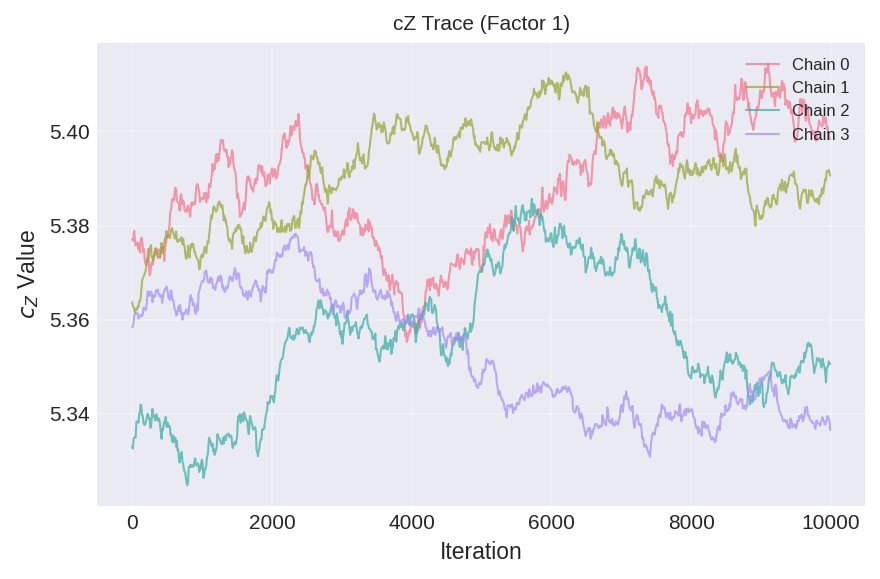 cZ Trace (Factor 1)
Chain 0
Chain 1
Chain 2
Chain 3
5.40
5.38
5.36
5.34
cZ Value
0 2000 4000 6000 8000 10000
Iteration